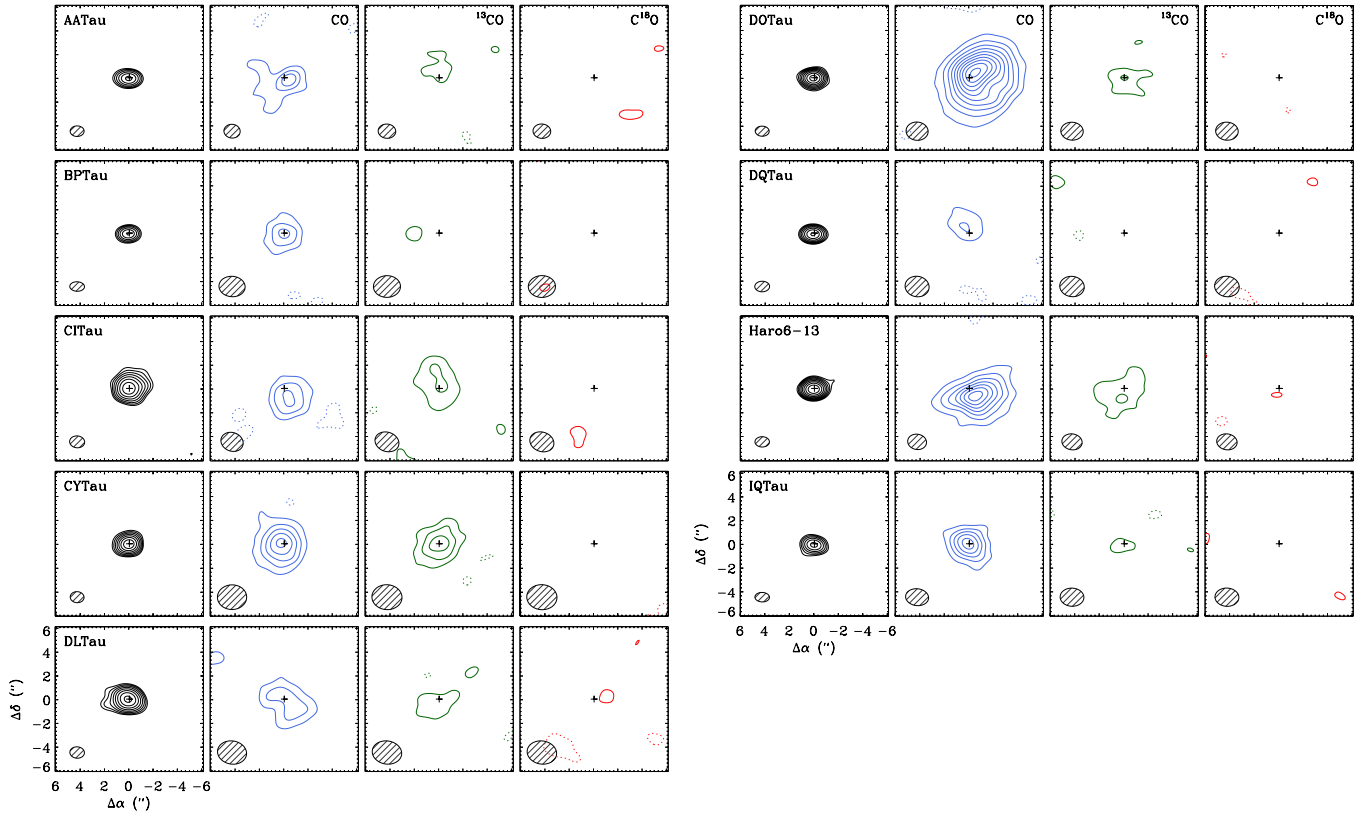 AATau CO ¹³CO C¹⁸O
BPTau
CITau
CYTau
DLTau
6
4
2
0
−2
−4
−6
Δδ (″)
6 4 2 0 −2 −4 −6
Δα (″)
DOTau CO ¹³CO C¹⁸O
DQTau
Haro6−13
IQTau
6
4
2
0
−2
−4
−6
Δδ (″)
6 4 2 0 −2 −4 −6
Δα (″)